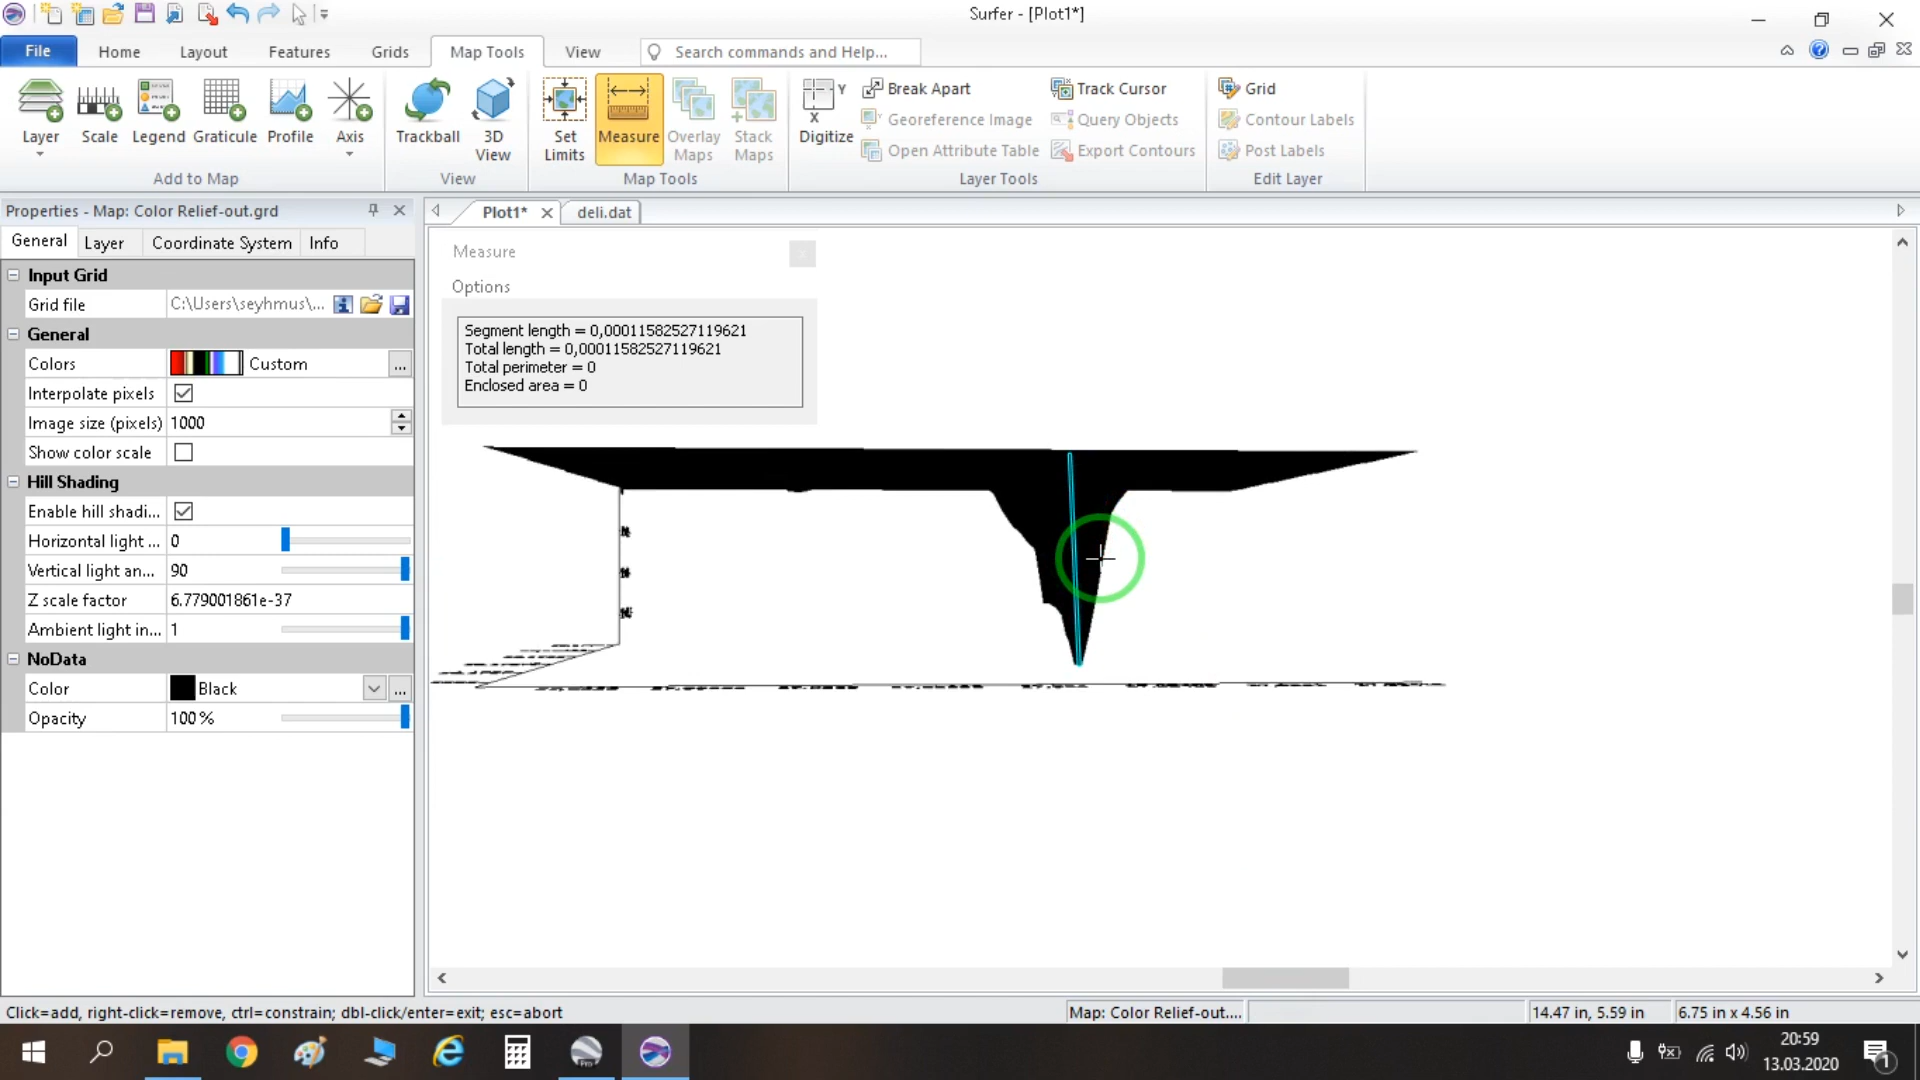 Surfer - [Plot1*]
File
Home
Layout
Features
Grids
Map Tools
View
Search commands and Help...
Layer
Scale
Legend
Graticule
Profile
Axis
Add to Map
Trackball
3D
View
View
Set
Limits
Measure
Overlay
Maps
Stack
Maps
Map Tools
Y
X
Digitize
Break Apart
Georeference Image
Open Attribute Table
Track Cursor
Query Objects
Export Contours
Layer Tools
Grid
Contour Labels
Post Labels
Edit Layer
Properties - Map: Color Relief-out.grd
General
Layer
Coordinate System
Info
Input Grid
Grid file
C:\Users\seyhmus\...
General
Colors
Custom
...
Interpolate pixels
Image size (pixels)
1000
Show color scale
Hill Shading
Enable hill shadi...
Horizontal light ...
0
Vertical light an...
90
Z scale factor
6.779001861e-37
Ambient light in...
1
NoData
Color
Black
...
Opacity
100 %
Plot1*
deli.dat
Measure
Options
Segment length = 0,00011582527119621
Total length = 0,00011582527119621
Total perimeter = 0
Enclosed area = 0
Click=add, right-click=remove, ctrl=constrain; dbl-click/enter=exit; esc=abort
Map: Color Relief-out....
14.47 in, 5.59 in
6.75 in x 4.56 in
Pro
20:59
13.03.2020
1